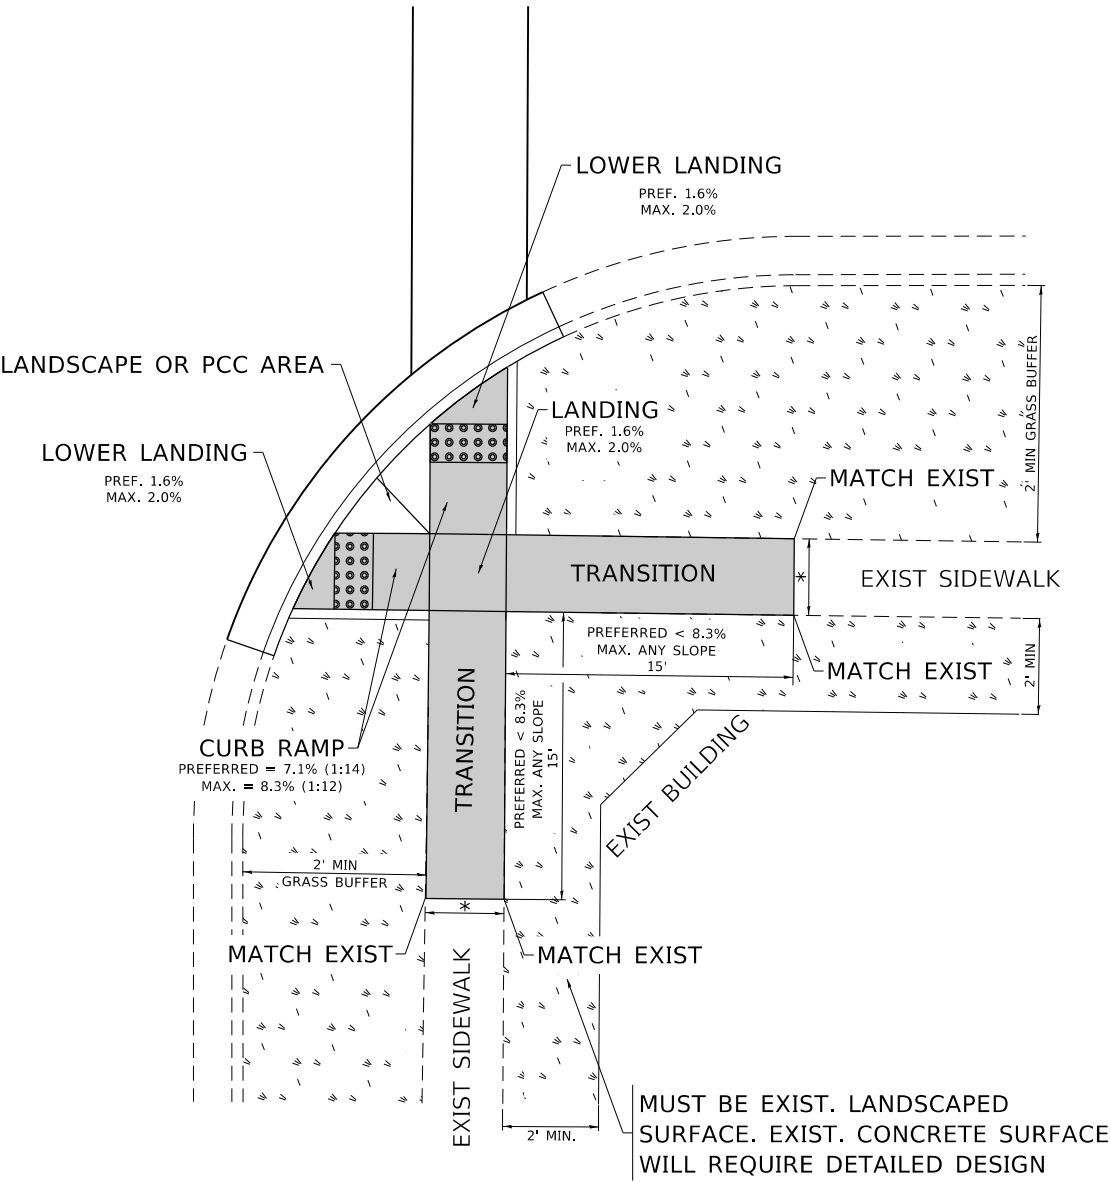 LOWER LANDING
PREF. 1.6%
MAX. 2.0%
LANDSCAPE OR PCC AREA
LANDING
PREF. 1.6%
MAX. 2.0%
LOWER LANDING
PREF. 1.6%
MAX. 2.0%
2' MIN GRASS BUFFER
MATCH EXIST
TRANSITION
*
EXIST SIDEWALK
PREFERRED < 8.3%
MAX. ANY SLOPE
15'
MATCH EXIST
2' MIN
CURB RAMP
PREFERRED = 7.1% (1:14)
MAX. = 8.3% (1:12)
TRANSITION
PREFERRED < 8.3%
MAX. ANY SLOPE
15'
EXIST BUILDING
2' MIN
GRASS BUFFER
*
MATCH EXIST
MATCH EXIST
EXIST SIDEWALK
2' MIN.
MUST BE EXIST. LANDSCAPED
SURFACE. EXIST. CONCRETE SURFACE
WILL REQUIRE DETAILED DESIGN